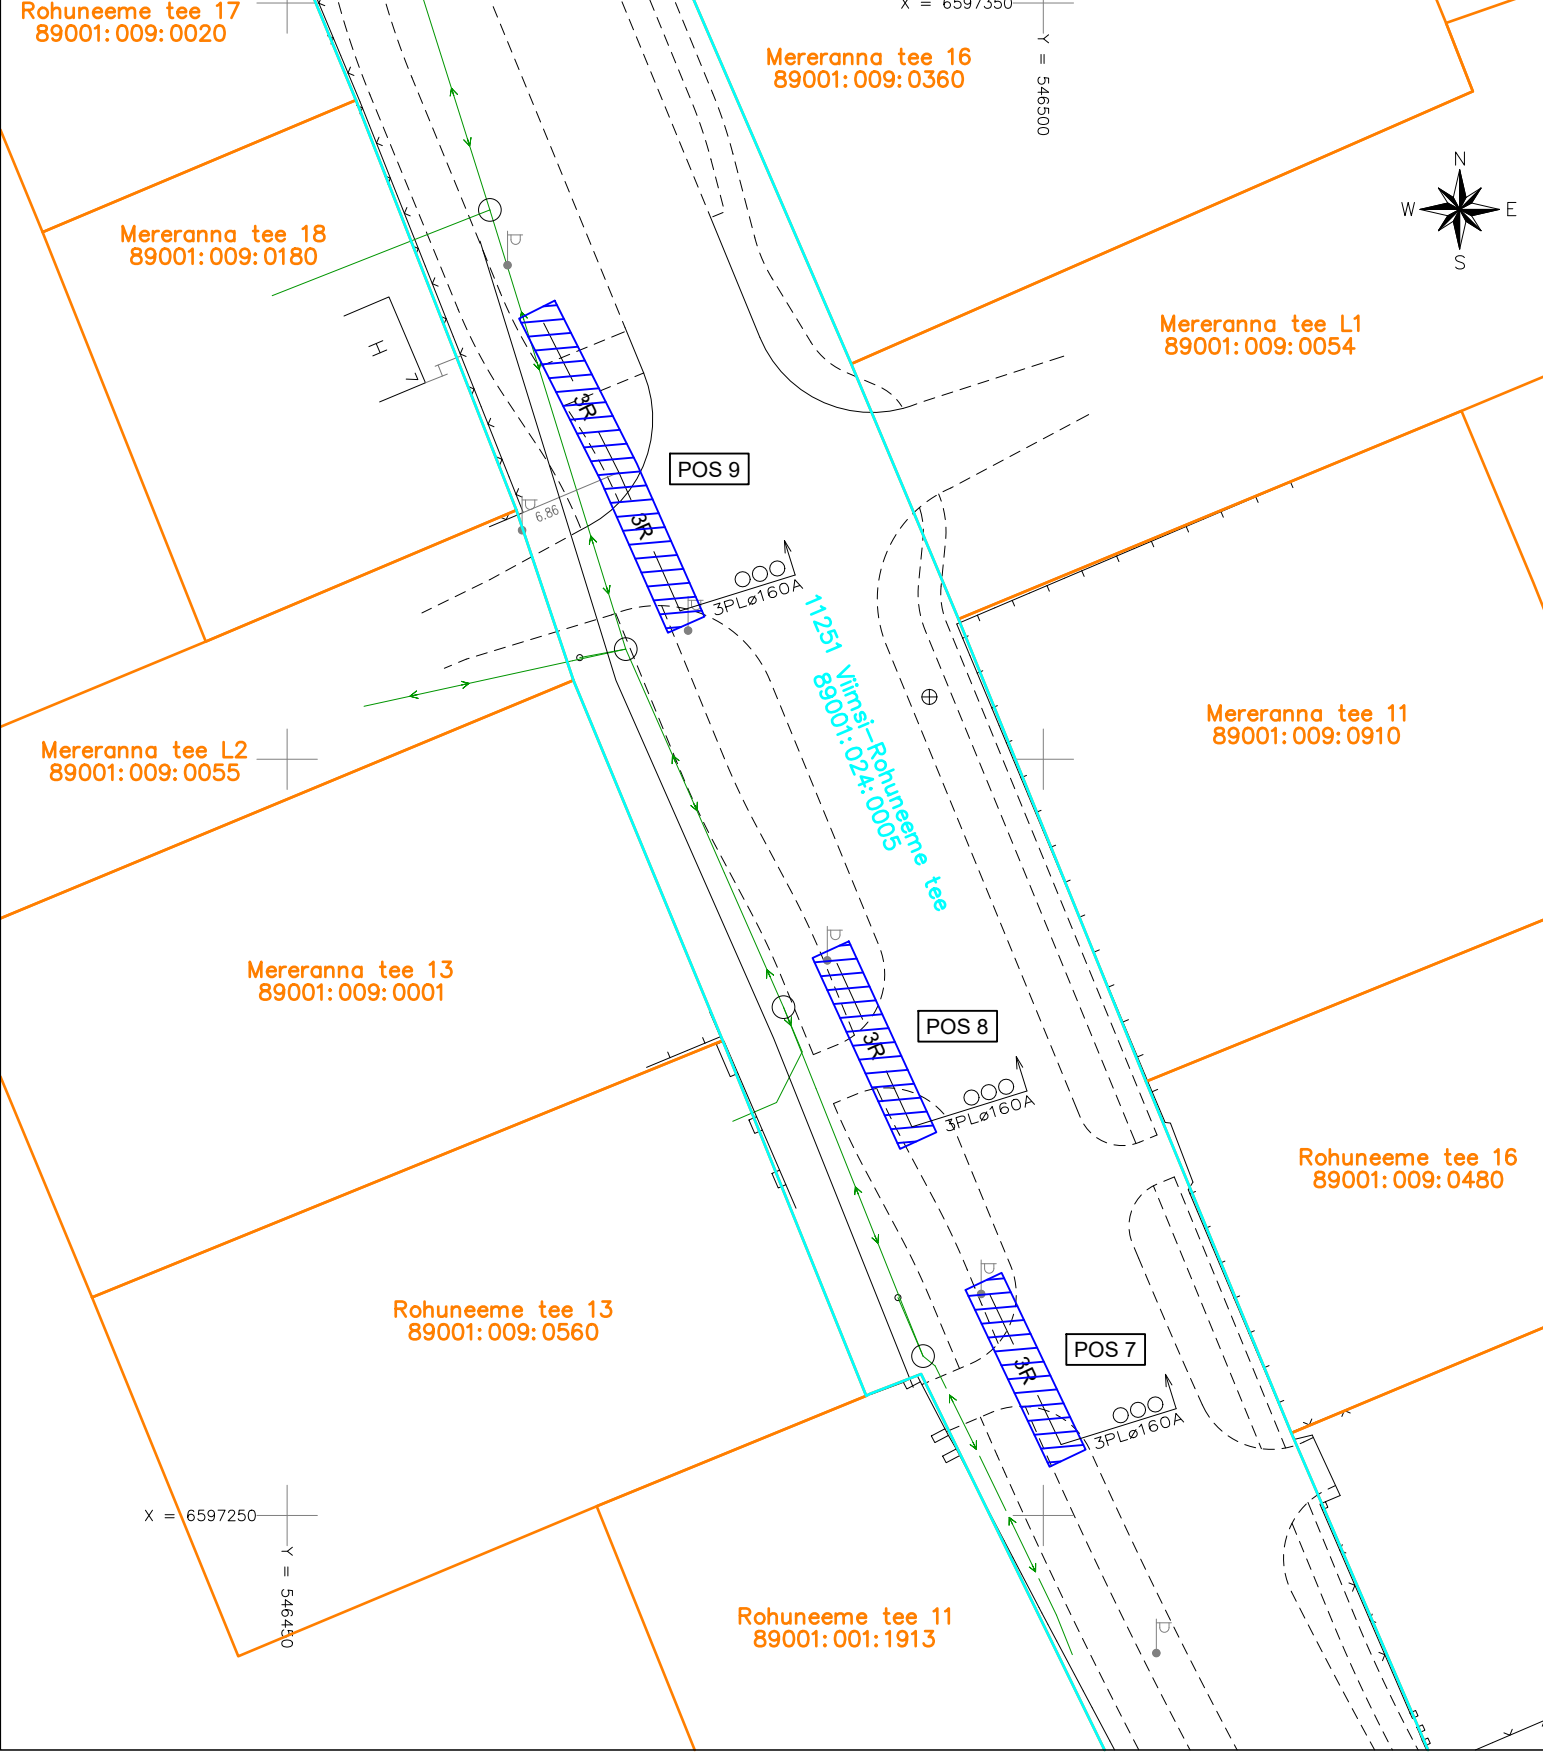 Rohuneeme tee 17
89001:009:0020
X = 6597350
Y = 546500
Mereranna tee 16
89001:009:0360
N
W
E
S
Mereranna tee 18
89001:009:0180
H
7
Mereranna tee L1
89001:009:0054
3R
POS 9
6.86
3R
3PLø160A
11251 Viimsi-Rohuneeme tee
89001:024:0005
Mereranna tee 11
89001:009:0910
Mereranna tee L2
89001:009:0055
Mereranna tee 13
89001:009:0001
3R
POS 8
3PLø160A
Rohuneeme tee 16
89001:009:0480
Rohuneeme tee 13
89001:009:0560
3R
POS 7
3PLø160A
X = 6597250
Y = 546450
Rohuneeme tee 11
89001:001:1913